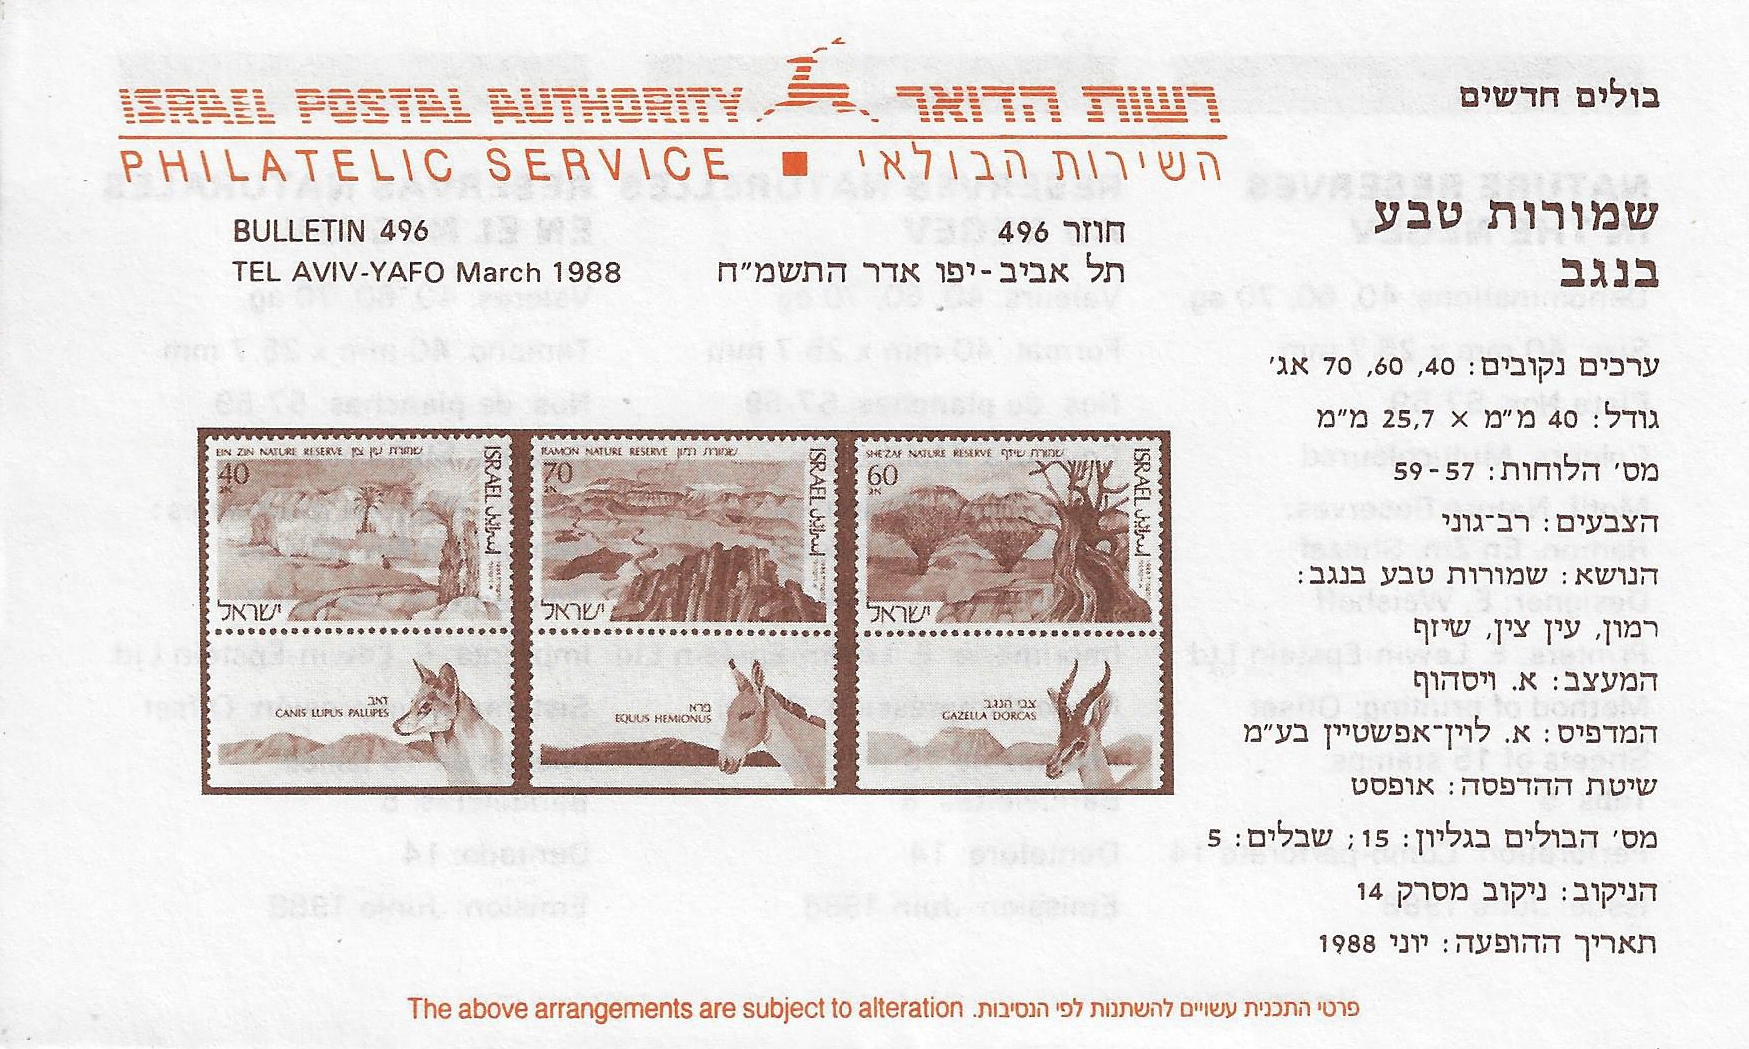 ISRAEL POSTAL AUTHORITY רשות הדואר
PHILATELIC SERVICE ■ השירות הבולאי
BULLETIN 496
TEL AVIV-YAFO March 1988
חוזר 496
תל אביב-יפו אדר התשמ״ח
בולים חדשים
שמורות טבע
בנגב
ערכים נקובים: 40, 60, 70 אג׳
גודל: 40 מ״מ × 25,7 מ״מ
מס׳ הלוחות: 57-59
הצבעים: רב־גוני
הנושא: שמורות טבע בנגב:
רמון, עין צין, שיזף
המעצב: א. ויסהוף
המדפיס: א. לוין־אפשטיין בע״מ
שיטת ההדפסה: אופסט
מס׳ הבולים בגליון: 15; שבלים: 5
הניקוב: ניקוב מסרק 14
תאריך ההופעה: יוני 1988
EIN ZIN NATURE RESERVE שמורת עין צין
40
אג
ISRAEL اسرائيل
ישראל
זאב
CANIS LUPUS PALLIPES
RAMON NATURE RESERVE שמורת רמון
70
אג
ISRAEL اسرائيل
ישראל
פרא
EQUUS HEMIONUS
SHE'ZAF NATURE RESERVE שמורת שיזף
60
אג
ISRAEL اسرائيل
ישראל
צבי הנגב
GAZELLA DORCAS
The above arrangements are subject to alteration פרטי התכנית עשויים להשתנות לפי הנסיבות.